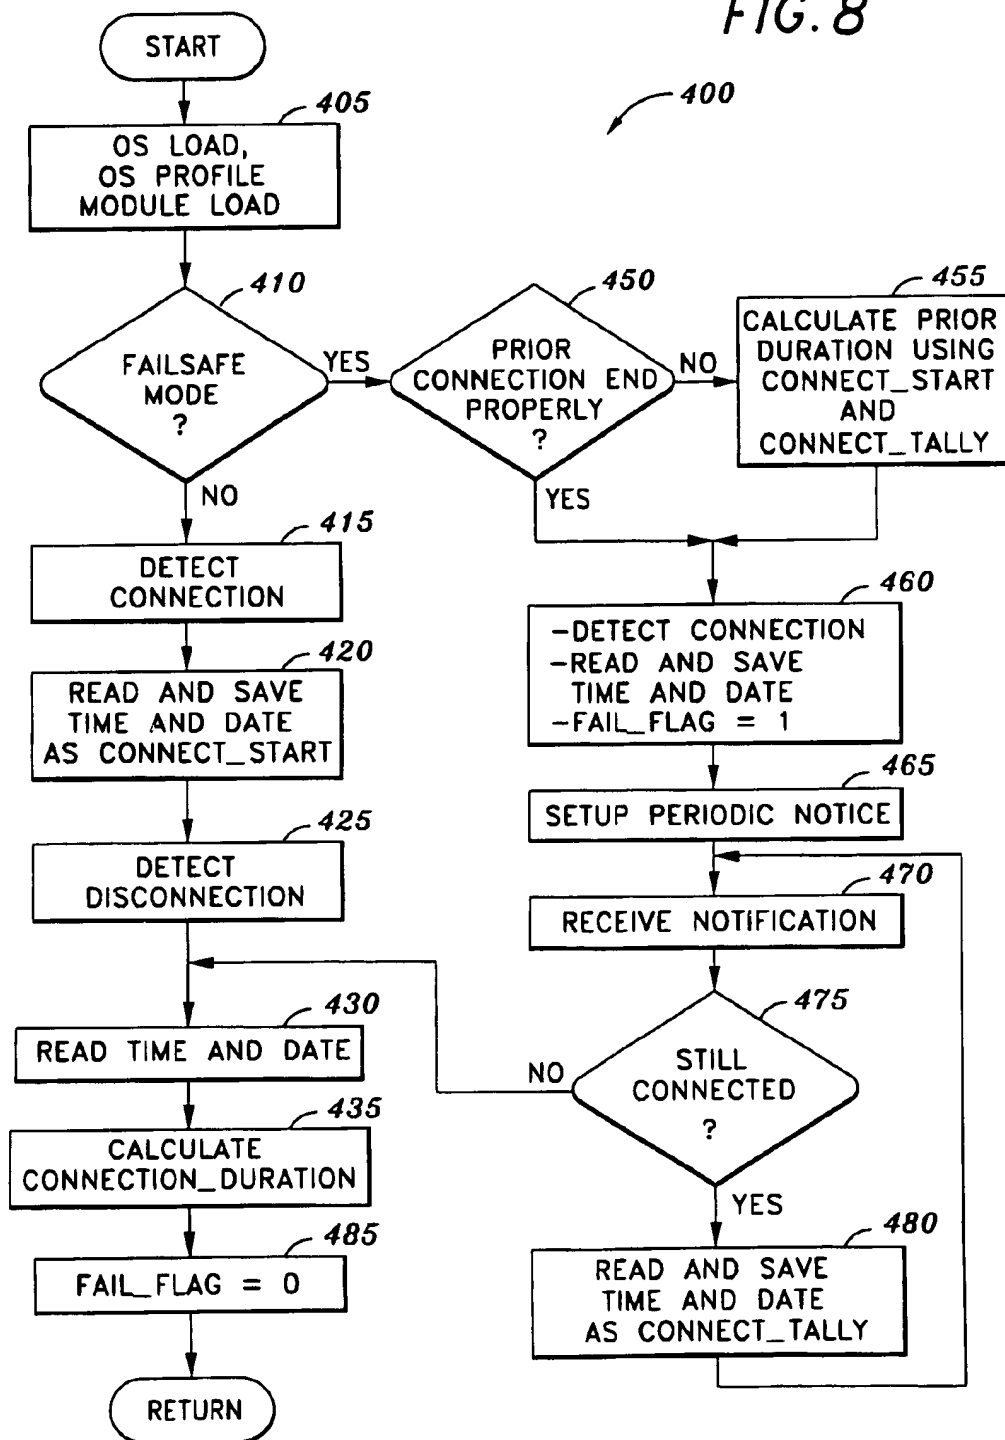 FIG. 8
START
400
405
OS LOAD,
OS PROFILE
MODULE LOAD
410
FAILSAFE
MODE
?
YES
NO
450
PRIOR
CONNECTION END
PROPERLY
?
NO
YES
455
CALCULATE PRIOR
DURATION USING
CONNECT_START
AND
CONNECT_TALLY
415
DETECT
CONNECTION
420
READ AND SAVE
TIME AND DATE
AS CONNECT_START
425
DETECT
DISCONNECTION
460
-DETECT CONNECTION
-READ AND SAVE
TIME AND DATE
-FAIL_FLAG = 1
465
SETUP PERIODIC NOTICE
470
RECEIVE NOTIFICATION
475
STILL
CONNECTED
?
NO
YES
480
READ AND SAVE
TIME AND DATE
AS CONNECT_TALLY
430
READ TIME AND DATE
435
CALCULATE
CONNECTION_DURATION
485
FAIL_FLAG = 0
RETURN